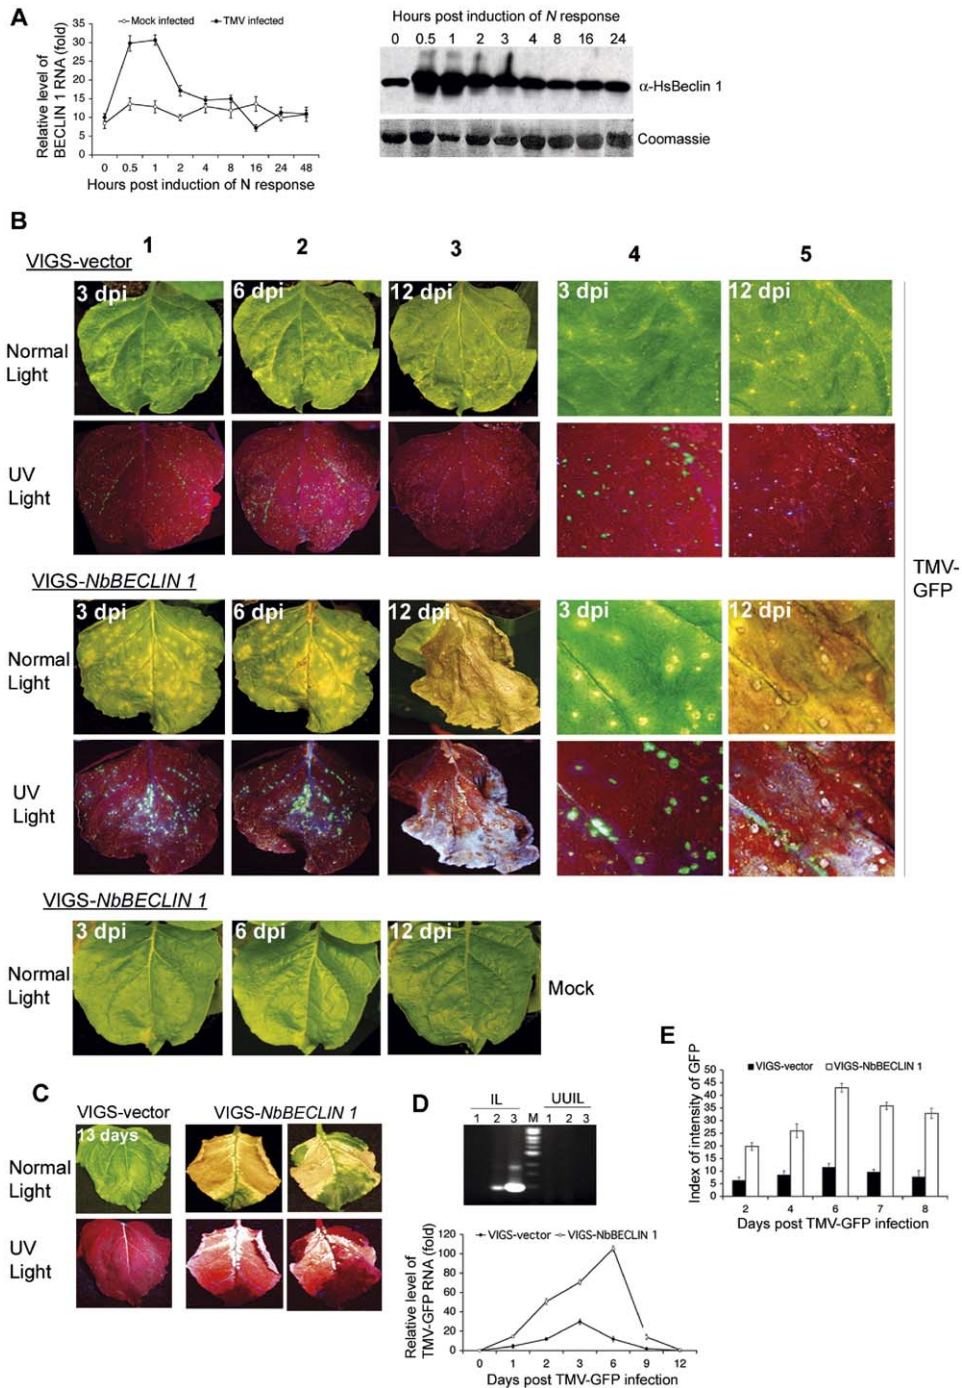 A
Mock infected TMV infected
Relative level of
BECLIN 1 RNA (fold)
35
30
25
20
15
10
5
0
0 0.5 1 2 4 8 16 24 48
Hours post induction of N response
Hours post induction of N response
0 0.5 1 2 3 4 8 16 24
α-HsBeclin 1
Coomassie
B
1 2 3 4 5
VIGS-vector
3 dpi 6 dpi 12 dpi 3 dpi 12 dpi
Normal
Light
UV
Light
TMV-
GFP
VIGS-NbBECLIN 1
3 dpi 6 dpi 12 dpi 3 dpi 12 dpi
Normal
Light
UV
Light
VIGS-NbBECLIN 1
3 dpi 6 dpi 12 dpi
Normal
Light
Mock
C
VIGS-vector VIGS-NbBECLIN 1
13 days
Normal
Light
UV
Light
D
IL M UUIL
1 2 3 1 2 3
VIGS-vector VIGS-NbBECLIN 1
Relative level of
TMV-GFP RNA (fold)
120
100
80
60
40
20
0
0 1 2 3 6 9 12
Days post TMV-GFP infection
E
Index of intensity of GFP
VIGS-vector VIGS-NbBECLIN 1
50
45
40
35
30
25
20
15
10
5
0
2 4 6 7 8
Days post TMV-GFP infection